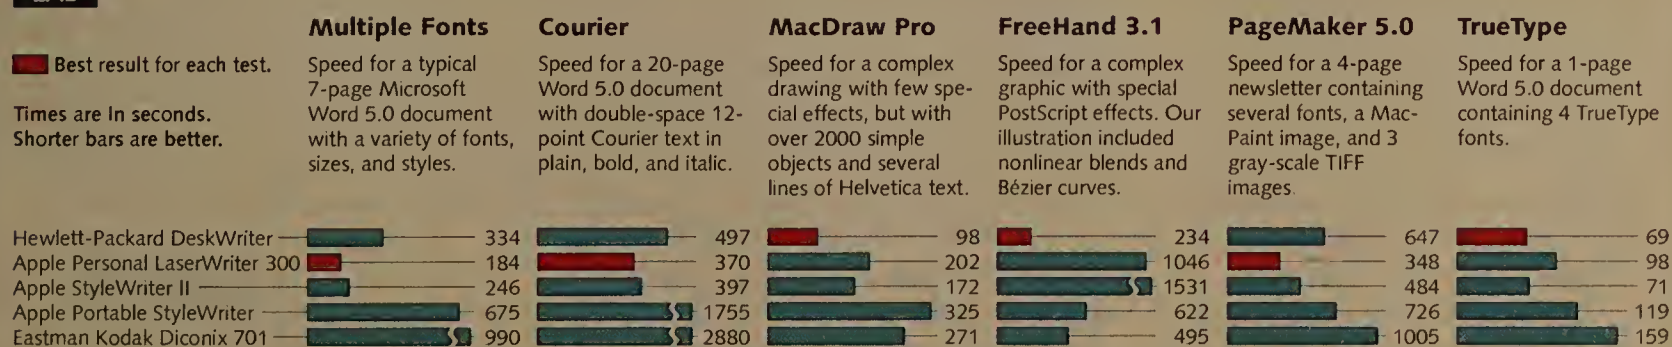 Multiple Fonts
Speed for a typical
7-page Microsoft
Word 5.0 document
with a variety of fonts,
sizes, and styles.
Courier
Speed for a 20-page
Word 5.0 document
with double-space 12-
point Courier text in
plain, bold, and italic.
MacDraw Pro
Speed for a complex
drawing with few spe-
cial effects, but with
over 2000 simple
objects and several
lines of Helvetica text.
FreeHand 3.1
Speed for a complex
graphic with special
PostScript effects. Our
illustration included
nonlinear blends and
Bézier curves.
PageMaker 5.0
Speed for a 4-page
newsletter containing
several fonts, a Mac-
Paint image, and 3
gray-scale TIFF
images.
TrueType
Speed for a 1-page
Word 5.0 document
containing 4 TrueType
fonts.
Best result for each test.
Times are in seconds.
Shorter bars are better.
Hewlett-Packard DeskWriter 334 497 98 234 647 69
Apple Personal LaserWriter 300 184 370 202 1046 348 98
Apple StyleWriter II 246 397 172 1531 484 71
Apple Portable StyleWriter 675 1755 325 622 726 119
Eastman Kodak Diconix 701 990 2880 271 495 1005 159